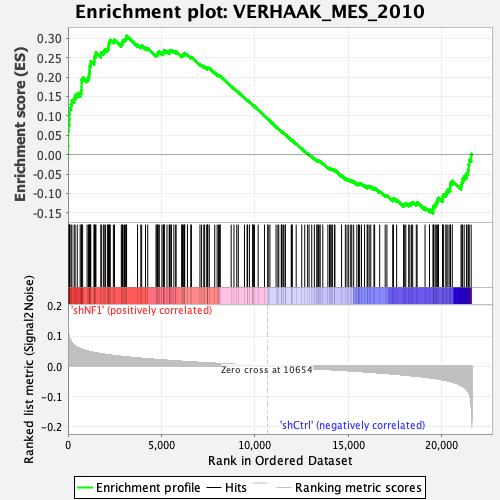 Enrichment plot: VERHAAK_MES_2010
Enrichment score (ES)
0.30
0.25
0.20
0.15
0.10
0.05
0.00
-0.05
-0.10
-0.15
'shNF1' (positively correlated)
Ranked list metric (Signal2Noise)
0.2
0.1
0.0
-0.1
-0.2
Zero cross at 10654
'shCtrl' (negatively correlated)
0
5,000
10,000
15,000
20,000
Rank in Ordered Dataset
Enrichment profile
Hits
Ranking metric scores